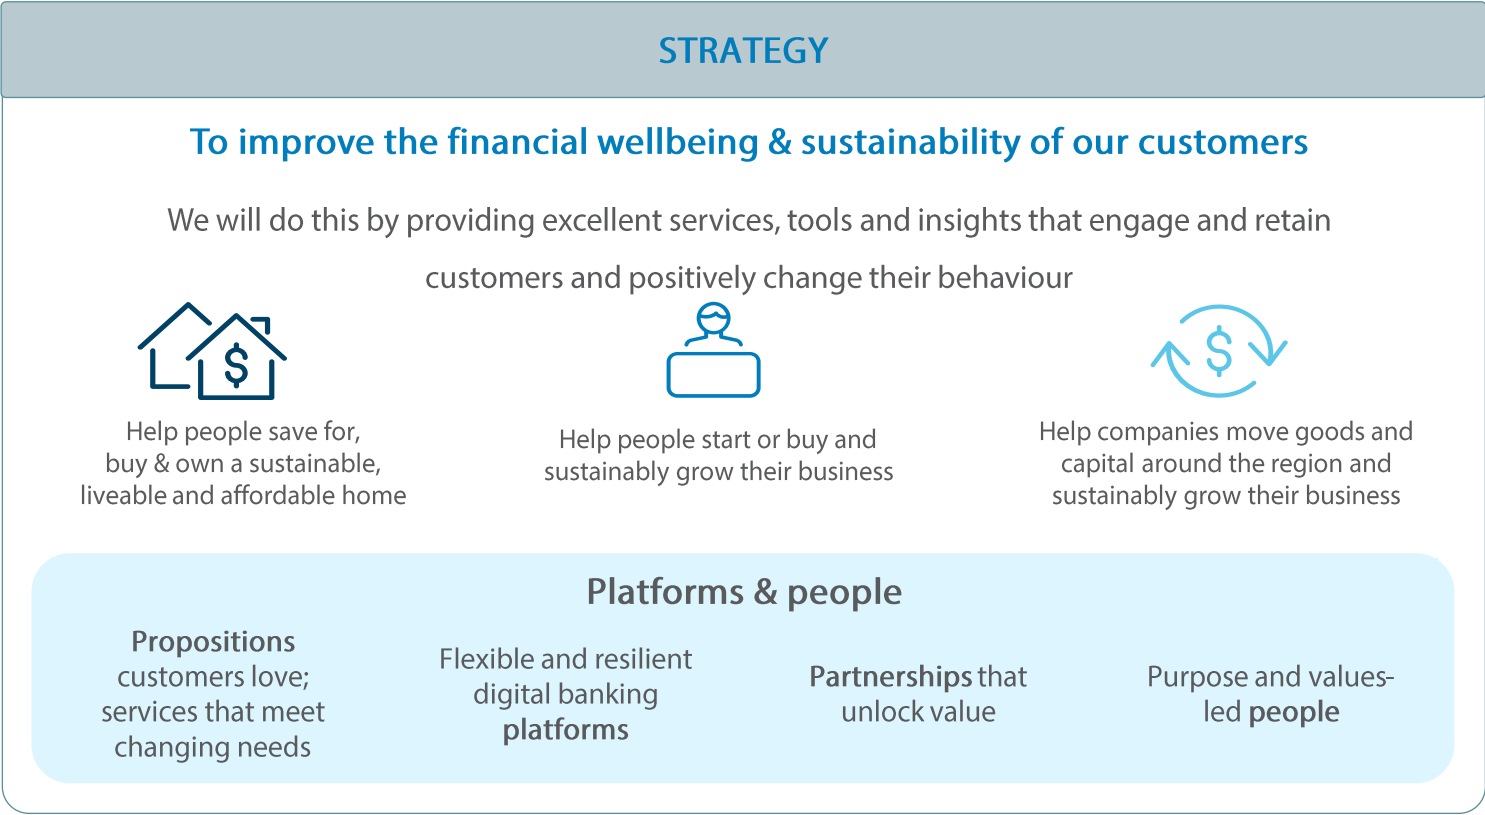 STRATEGY
To improve the financial wellbeing & sustainability of our customers
We will do this by providing excellent services, tools and insights that engage and retain
customers and positively change their behaviour
$
$
Help people save for,
buy & own a sustainable,
liveable and affordable home
Help people start or buy and
sustainably grow their business
Help companies move goods and
capital around the region and
sustainably grow their business
Platforms & people
Propositions
customers love;
services that meet
changing needs
Flexible and resilient
digital banking
platforms
Partnerships that
unlock value
Purpose and values-
led people